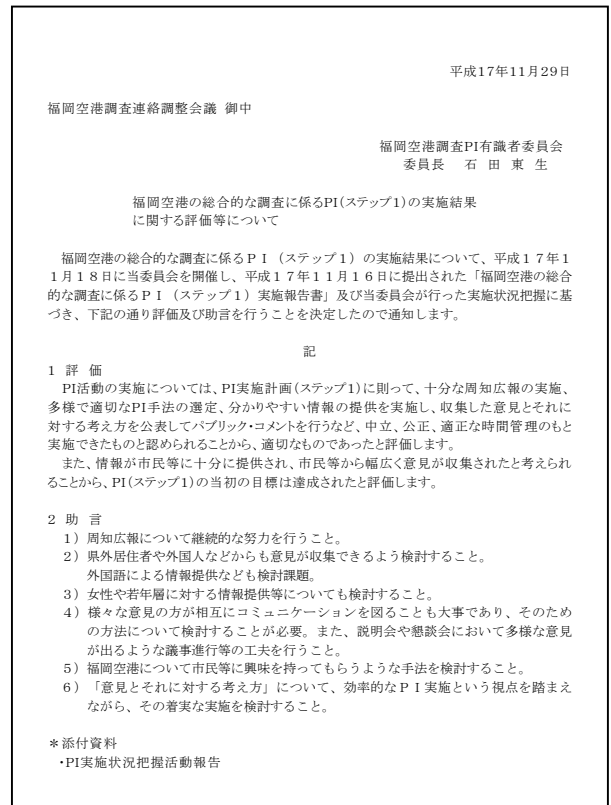 平成17年11月29日
福岡空港調査連絡調整会議 御中
福岡空港調査PI有識者委員会
委員長 石 田 東 生
福岡空港の総合的な調査に係るPI(ステップ1)の実施結果
に関する評価等について
福岡空港の総合的な調査に係るPI(ステップ1)の実施結果について、平成17年1
1月18日に当委員会を開催し、平成17年11月16日に提出された「福岡空港の総合
的な調査に係るPI(ステップ1)実施報告書」及び当委員会が行った実施状況把握に基
づき、下記の通り評価及び助言を行うことを決定したので通知します。
記
1 評 価
PI活動の実施については、PI実施計画(ステップ1)に則って、十分な周知広報の実施、
多様で適切なPI手法の選定、分かりやすい情報の提供を実施し、収集した意見とそれに
対する考え方を公表してパブリック・コメントを行うなど、中立、公正、適正な時間管理のもと
実施できたものと認められることから、適切なものであったと評価します。
また、情報が市民等に十分に提供され、市民等から幅広く意見が収集されたと考えられ
ることから、PI(ステップ1)の当初の目標は達成されたと評価します。
2 助 言
1)周知広報について継続的な努力を行うこと。
2)県外居住者や外国人などからも意見が収集できるよう検討すること。
外国語による情報提供なども検討課題。
3)女性や若年層に対する情報提供等についても検討すること。
4)様々な意見の方が相互にコミュニケーションを図ることも大事であり、そのため
の方法について検討することが必要。また、説明会や懇談会において多様な意見
が出るような議事進行等の工夫を行うこと。
5)福岡空港について市民等に興味を持ってもらうような手法を検討すること。
6)「意見とそれに対する考え方」について、効率的なPI実施という視点を踏まえ
ながら、その着実な実施を検討すること。
*添付資料
・PI実施状況把握活動報告